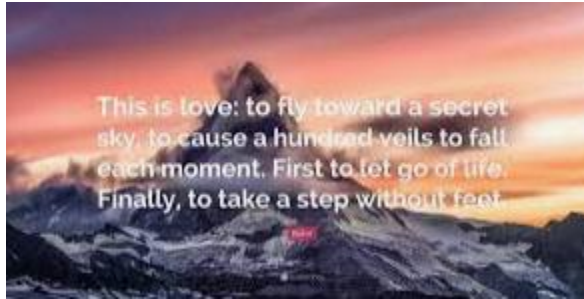 This is love: to fly toward a secret
sky, to cause a hundred veils to fall
each moment. First to let go of life.
Finally, to take a step without feet.